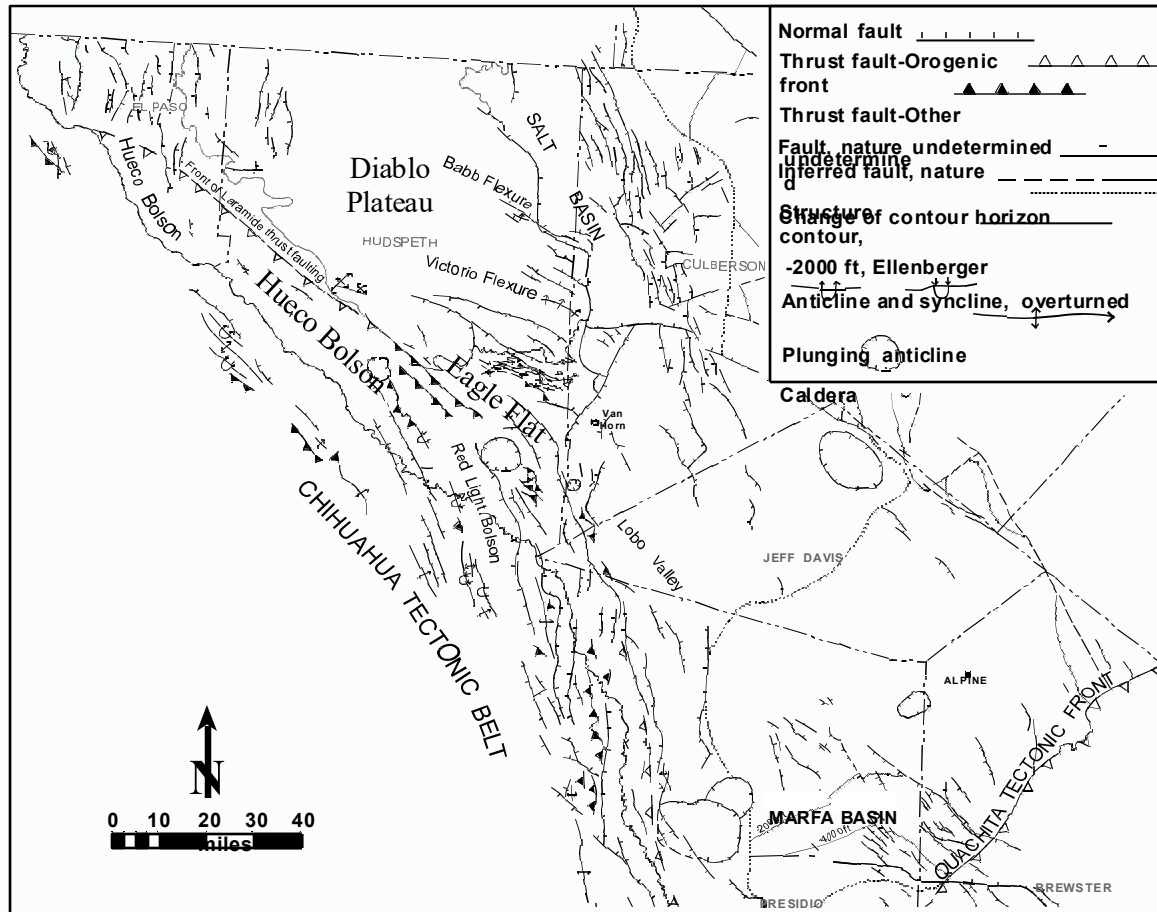 Normal fault
Thrust fault-Orogenic
front
Thrust fault-Other
Fault, nature undetermined
undetermine
Inferred fault, nature
d
Structure
Change of contour horizon
contour,
-2000 ft, Ellenberger
Anticline and syncline, overturned
Plunging anticline
Caldera
EL PASO
Hueco Bolson
Front of Laramide thrust faulting
Diablo
Plateau
HUDSPETH
Babb Flexure
Victorio Flexure
SALT
BASIN
CULBERSON
Hueco Bolson
Eagle Flat
Van
Horn
Red Light Bolson
Lobo Valley
CHIHUAHUA TECTONIC BELT
JEFF DAVIS
ALPINE
MARFA BASIN
400ft
QUACHITA TECTONIC FRONT
BREWSTER
PRESIDIO
N
0 10 20 30 40
miles